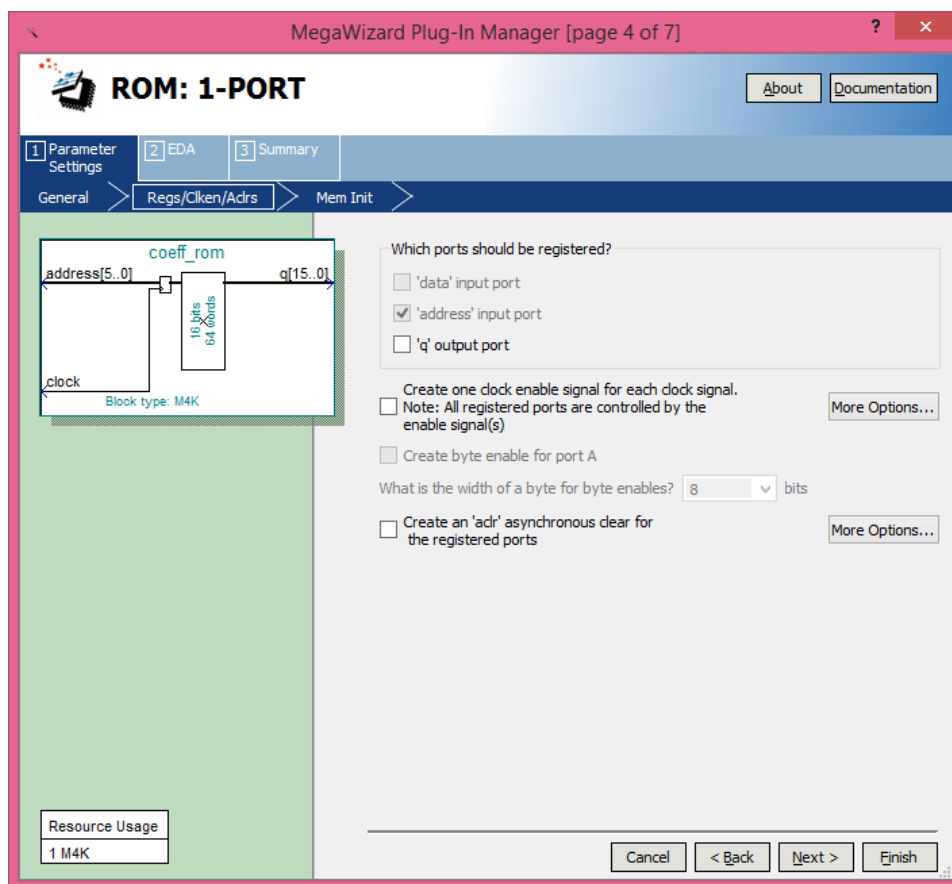 MegaWizard Plug-In Manager [page 4 of 7]
?
ROM: 1-PORT
About
Documentation
1 Parameter
Settings
2 EDA
3 Summary
General
Regs/Clken/Aclrs
Mem Init
coeff_rom
address[5..0]
q[15..0]
16 bits
64 words
clock
Block type: M4K
Which ports should be registered?
'data' input port
'address' input port
'q' output port
Create one clock enable signal for each clock signal.
Note: All registered ports are controlled by the
enable signal(s)
More Options...
Create byte enable for port A
What is the width of a byte for byte enables? 8 bits
Create an 'aclr' asynchronous clear for
the registered ports
More Options...
Resource Usage
1 M4K
Cancel
< Back
Next >
Finish